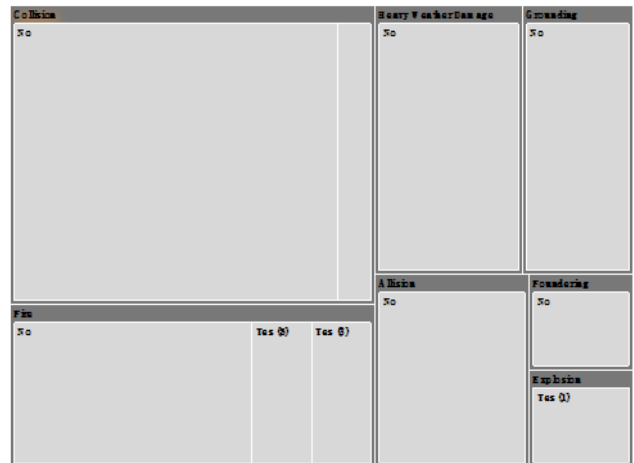 Collision
No
Heavy Weather Damage
No
Grounding
No
Allision
No
Foundering
No
Fire
No
Yes
Yes
Explosion
Yes (1)